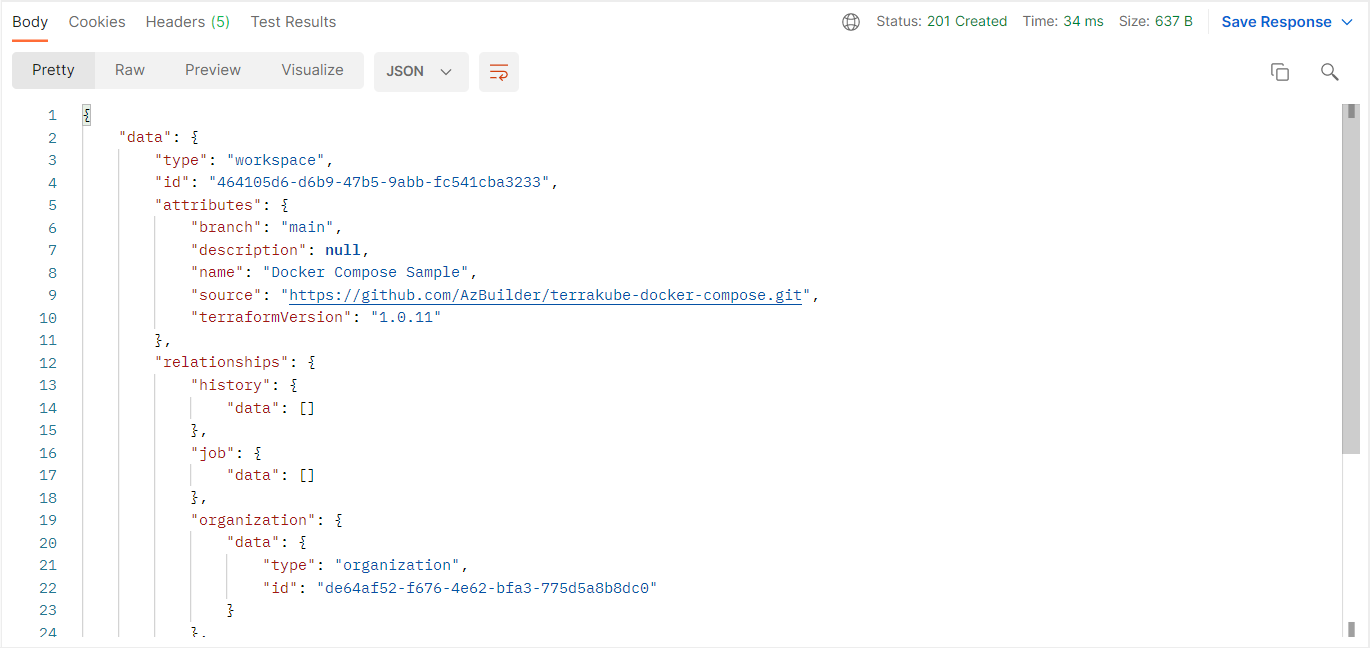 Body Cookies Headers (5) Test Results Status: 201 Created Time: 34 ms Size: 637 B Save Response
Pretty Raw Preview Visualize JSON
1 {
2 "data": {
3 "type": "workspace",
4 "id": "464105d6-d6b9-47b5-9abb-fc541cba3233",
5 "attributes": {
6 "branch": "main",
7 "description": null,
8 "name": "Docker Compose Sample",
9 "source": "https://github.com/AzBuilder/terrakube-docker-compose.git",
10 "terraformVersion": "1.0.11"
11 },
12 "relationships": {
13 "history": {
14 "data": []
15 },
16 "job": {
17 "data": []
18 },
19 "organization": {
20 "data": {
21 "type": "organization",
22 "id": "de64af52-f676-4e62-bfa3-775d5a8b8dc0"
23 }
24 },